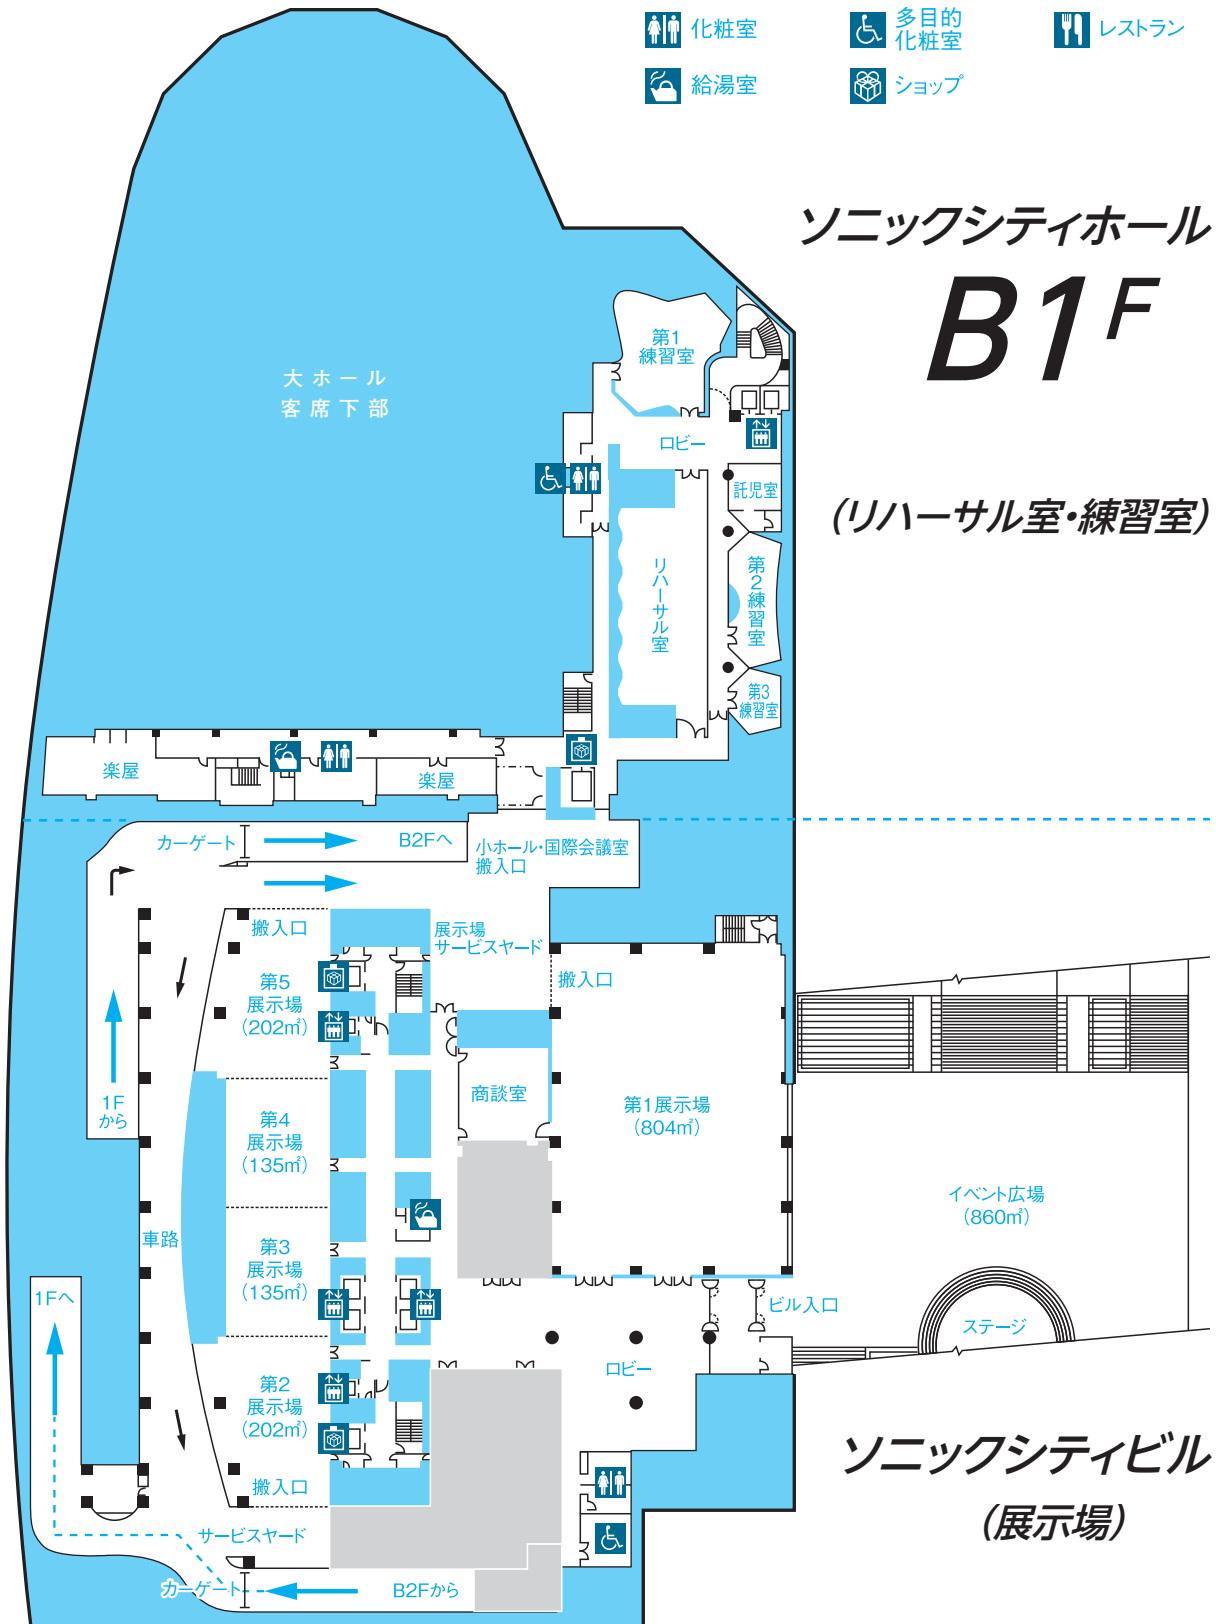 化粧室
多目的
化粧室
レストラン
給湯室
ショップ
ソニックシティホール
B1F
(リハーサル室・練習室)
大ホール
客席下部
第1
練習室
ロビー
託児室
リハーサル室
第2練習室
第3
練習室
楽屋
楽屋
カーゲート
B2Fへ
小ホール・国際会議室
搬入口
搬入口
展示場
サービスヤード
搬入口
第5
展示場
(202㎡)
1F
から
商談室
第1展示場
(804㎡)
第4
展示場
(135㎡)
イベント広場
(860㎡)
車路
第3
展示場
(135㎡)
1Fへ
ビル入口
ステージ
ロビー
第2
展示場
(202㎡)
搬入口
サービスヤード
カーゲート
B2Fから
ソニックシティビル
(展示場)